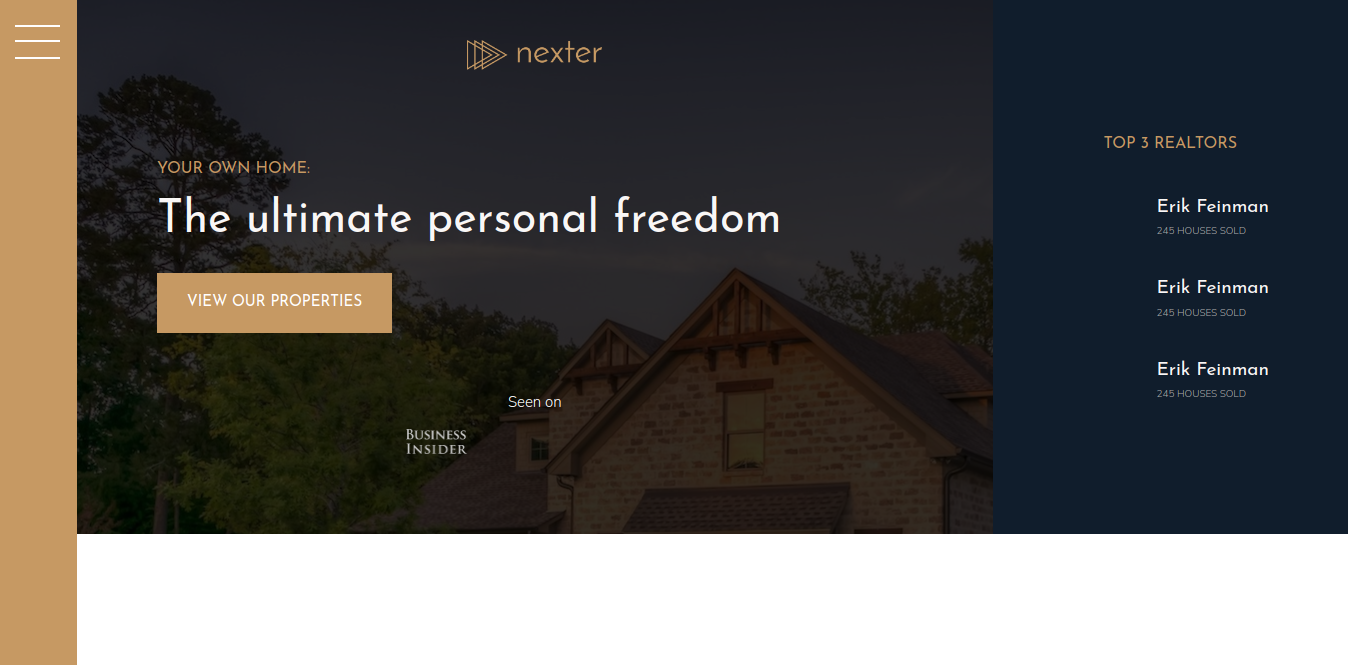 nexter
YOUR OWN HOME:
The ultimate personal freedom
VIEW OUR PROPERTIES
Seen on
BUSINESS
INSIDER
TOP 3 REALTORS
Erik Feinman
245 HOUSES SOLD
Erik Feinman
245 HOUSES SOLD
Erik Feinman
245 HOUSES SOLD